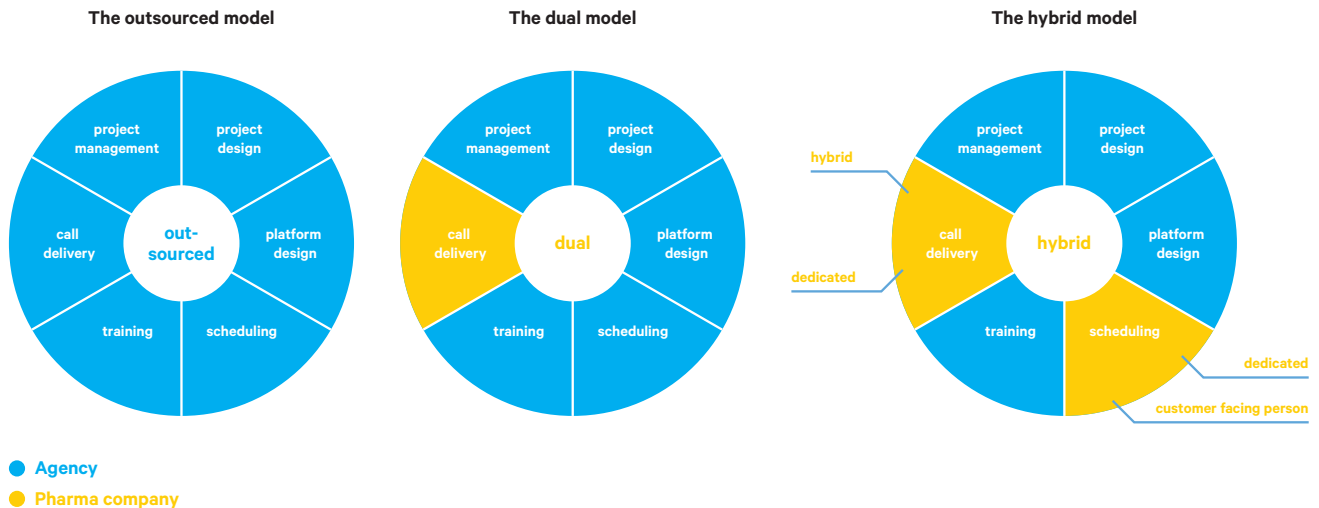 The outsourced model
project
management
project
design
call
delivery
out-
sourced
platform
design
training
scheduling
The dual model
project
management
project
design
call
delivery
dual
platform
design
training
scheduling
The hybrid model
project
management
project
design
hybrid
call
delivery
hybrid
platform
design
dedicated
training
scheduling
dedicated
customer facing person
Agency
Pharma company